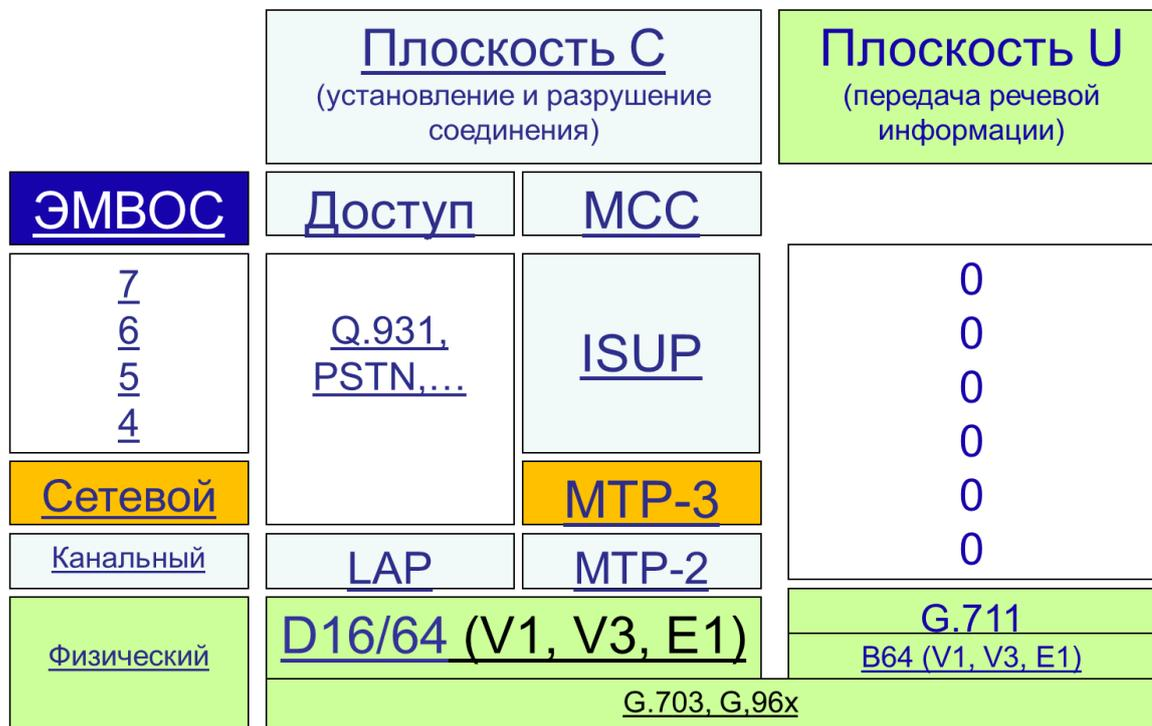 Плоскость С
(установление и разрушение
соединения)
Плоскость U
(передача речевой
информации)
ЭМВОС
Доступ
МСС
7
6
5
4
Q.931,
PSTN,...
ISUP
0
0
0
0
0
0
Сетевой
MTP-3
Канальный
LAP
MTP-2
Физический
D16/64 (V1, V3, E1)
G.711
B64 (V1, V3, E1)
G.703, G,96x